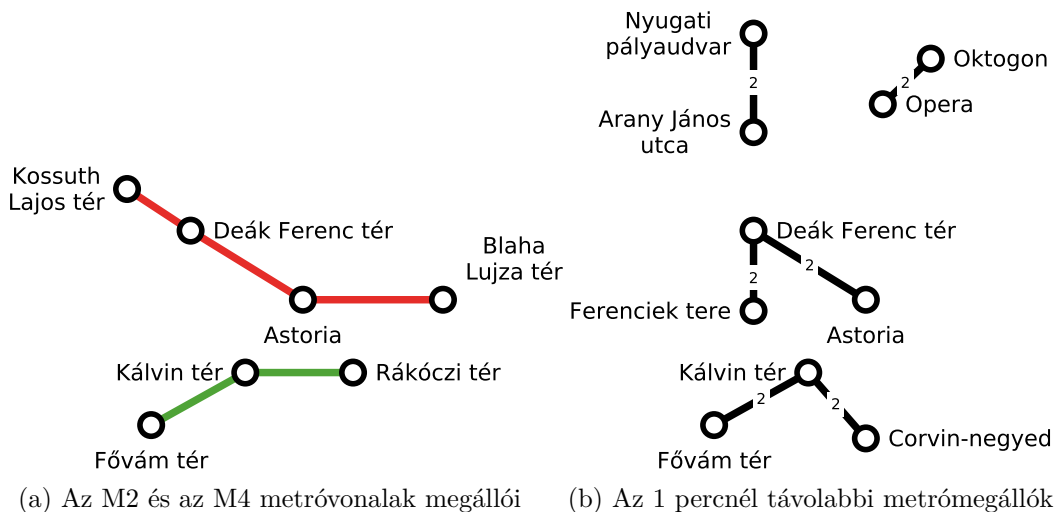 Kossuth
Lajos tér
Deák Ferenc tér
Blaha
Lujza tér
Astoria
Kálvin tér
Rákóczi tér
Fővám tér
(a) Az M2 és az M4 metróvonalak megállói
Nyugati
pályaudvar
2
Arany János
utca
Oktogon
2
Opera
Deák Ferenc tér
2
2
Ferenciek tere
Astoria
Kálvin tér
2
2
Fővám tér
Corvin-negyed
(b) Az 1 percnél távolabbi metrómegállók